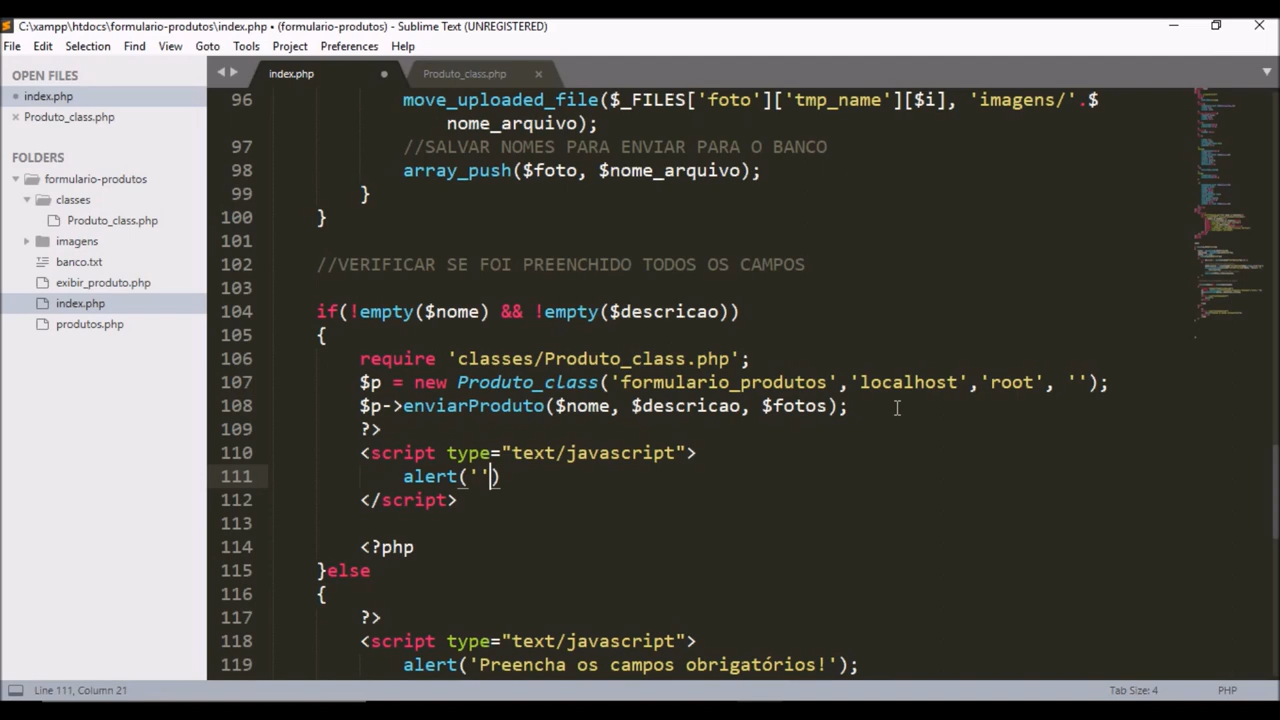 C:\xampp\htdocs\formulario-produtos\index.php • (formulario-produtos) - Sublime Text (UNREGISTERED)
File Edit Selection View Goto Tools Project Preferences Help
OPEN FILES
index.php
Produto_class.php
FOLDERS
formulario-produtos
classes
Produto_class.php
imagens
banco.txt
exibir_produto.php
index.php
produtos.php
index.php Produto_class.php
96 move_uploaded_file($_FILES['foto']['tmp_name'][$i], 'imagens/'.$
nome_arquivo);
97 //SALVAR NOMES PARA ENVIAR PARA O BANCO
98 array_push($foto, $nome_arquivo);
99 }
100 }
101
102 //VERIFICAR SE FOI PREENCHIDO TODOS OS CAMPOS
103
104 if(!empty($nome) && !empty($descricao))
105 {
106 require 'classes/Produto_class.php';
107 $p = new Produto_class('formulario_produtos','localhost','root', '');
108 $p->enviarProduto($nome, $descricao, $fotos);
109 ?>
110 <script type="text/javascript">
111 alert('')
112 </script>
113
114 <?php
115 }else
116 {
117 ?>
118 <script type="text/javascript">
119 alert('Preencha os campos obrigatórios!');
Line 111, Column 21 Tab Size: 4 PHP